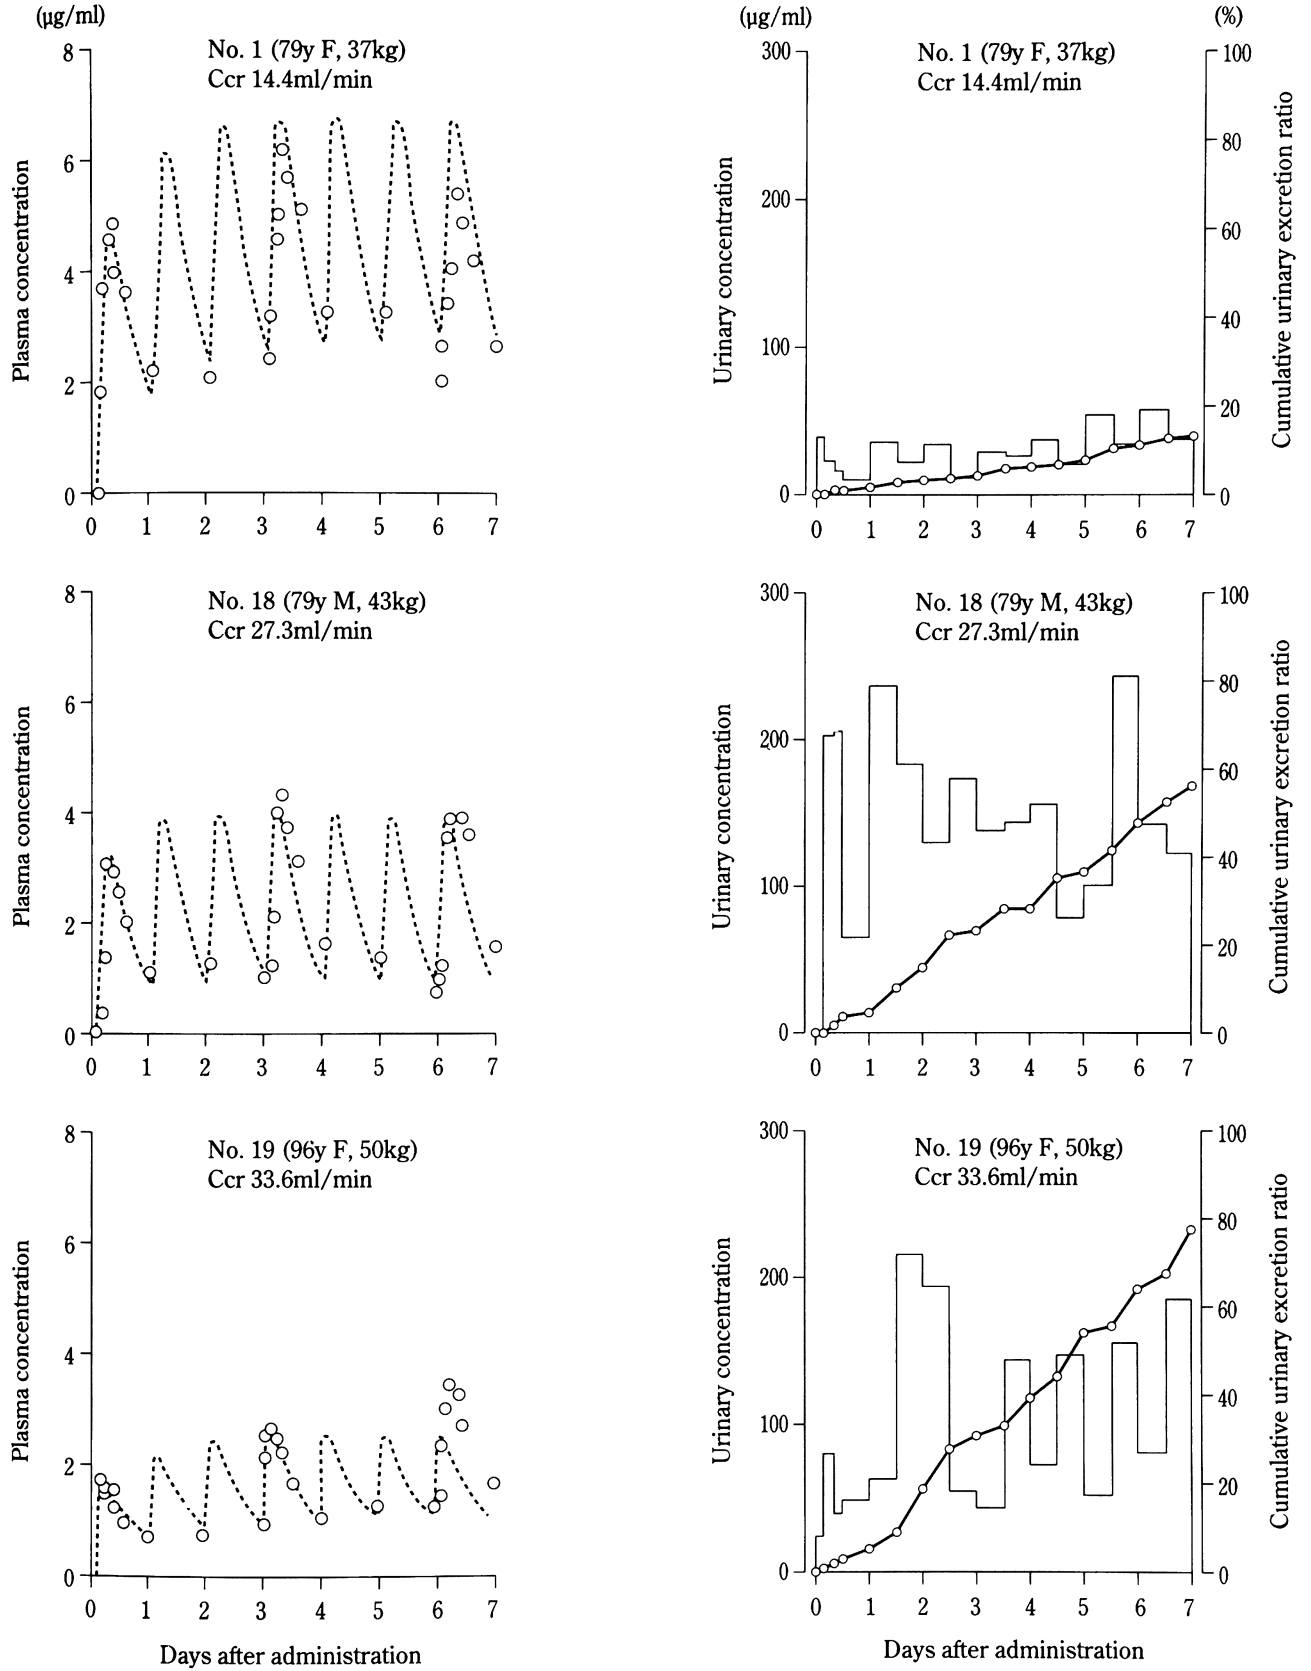 (μg/ml)
8
6
4
2
0
Plasma concentration
No. 1 (79y F, 37kg)
Ccr 14.4ml/min
0 1 2 3 4 5 6 7
(μg/ml)
300
200
100
0
Urinary concentration
No. 1 (79y F, 37kg)
Ccr 14.4ml/min
(%)
100
80
60
40
20
0
Cumulative urinary excretion ratio
0 1 2 3 4 5 6 7
8
6
4
2
0
Plasma concentration
No. 18 (79y M, 43kg)
Ccr 27.3ml/min
0 1 2 3 4 5 6 7
300
200
100
0
Urinary concentration
No. 18 (79y M, 43kg)
Ccr 27.3ml/min
100
80
60
40
20
0
Cumulative urinary excretion ratio
0 1 2 3 4 5 6 7
8
6
4
2
0
Plasma concentration
No. 19 (96y F, 50kg)
Ccr 33.6ml/min
0 1 2 3 4 5 6 7
Days after administration
300
200
100
0
Urinary concentration
No. 19 (96y F, 50kg)
Ccr 33.6ml/min
100
80
60
40
20
0
Cumulative urinary excretion ratio
0 1 2 3 4 5 6 7
Days after administration